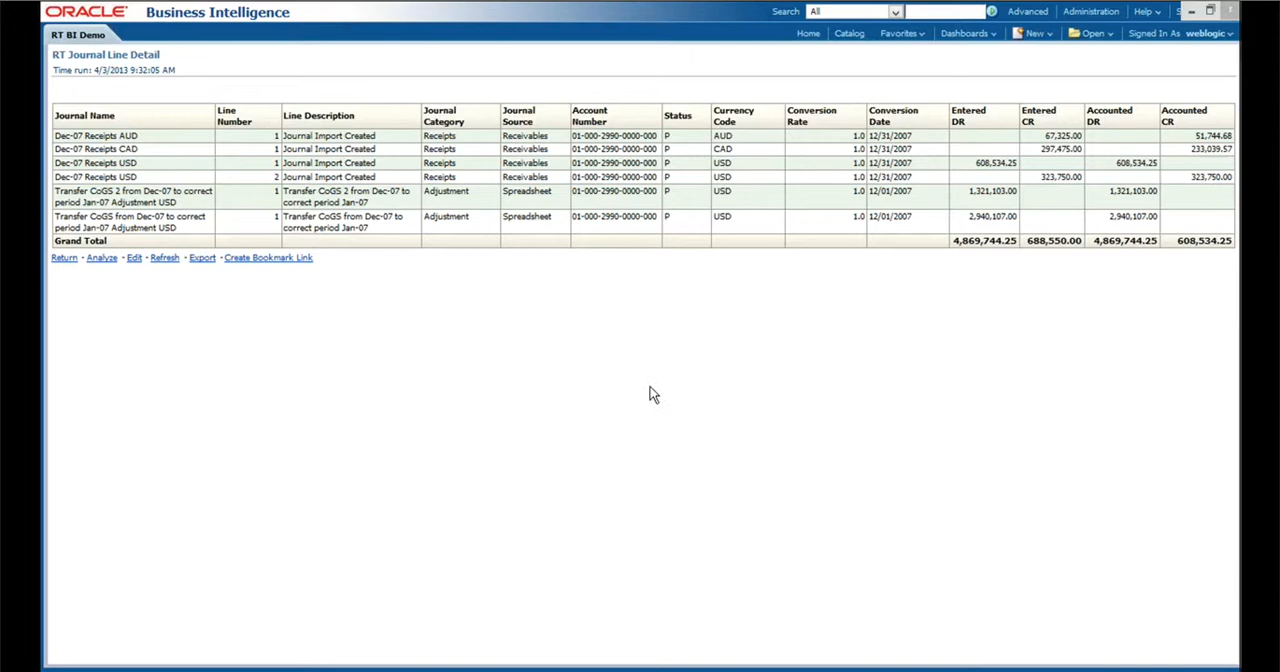 ORACLE Business Intelligence Search All Advanced Administration Help
RT BI Demo Home Catalog Favorites Dashboards New Open Signed In As weblogic
RT Journal Line Detail
Time run: 4/3/2013 9:32:05 AM
Journal Name Line Number Line Description Journal Category Journal Source Account Number Status Currency Code Conversion Rate Conversion Date Entered DR Entered CR Accounted DR Accounted CR
Dec-07 Receipts AUD 1 Journal Import Created Receipts Receivables 01-000-2990-0000-000 P AUD 1.0 12/31/2007 67,325.00 51,744.68
Dec-07 Receipts CAD 1 Journal Import Created Receipts Receivables 01-000-2990-0000-000 P CAD 1.0 12/31/2007 297,475.00 233,039.57
Dec-07 Receipts USD 1 Journal Import Created Receipts Receivables 01-000-2990-0000-000 P USD 1.0 12/31/2007 608,534.25 608,534.25
Dec-07 Receipts USD 2 Journal Import Created Receipts Receivables 01-000-2990-0000-000 P USD 1.0 12/31/2007 323,750.00 323,750.00
Transfer CoGS 2 from Dec-07 to correct period Jan-07 Adjustment USD 1 Transfer CoGS 2 from Dec-07 to correct period Jan-07 Adjustment Spreadsheet 01-000-2990-0000-000 P USD 1.0 12/01/2007 1,321,103.00 1,321,103.00
Transfer CoGS from Dec-07 to correct period Jan-07 Adjustment USD 1 Transfer CoGS from Dec-07 to correct period Jan-07 Adjustment Spreadsheet 01-000-2990-0000-000 P USD 1.0 12/01/2007 2,940,107.00 2,940,107.00
Grand Total 4,869,744.25 688,550.00 4,869,744.25 608,534.25
Return - Analyze - Edit - Refresh - Export - Create Bookmark Link